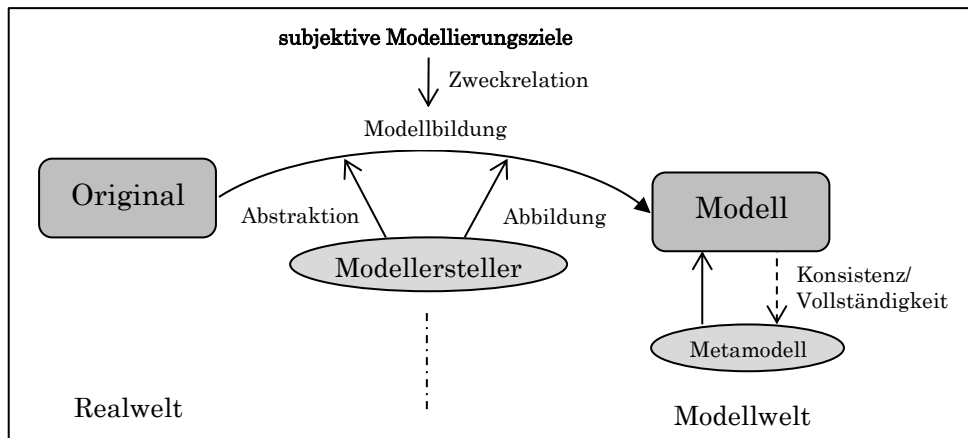 subjektive Modellierungsziele
Zweckrelation
Modellbildung
Original
Abstraktion
Abbildung
Modell
Modellersteller
Konsistenz/
Vollständigkeit
Metamodell
Realwelt
Modellwelt